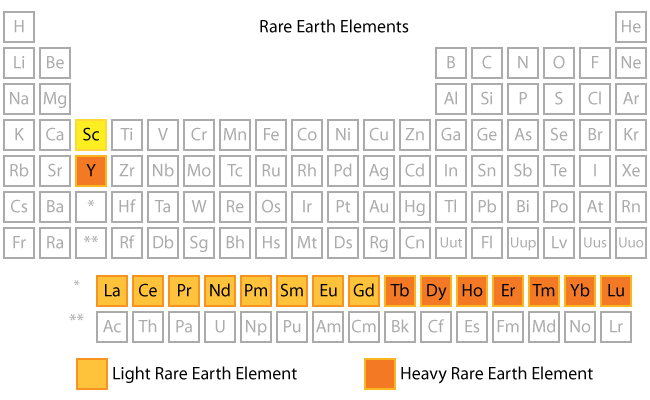 Rare Earth Elements
H He
Li Be B C N O F Ne
Na Mg Al Si P S Cl Ar
K Ca Sc Ti V Cr Mn Fe Co Ni Cu Zn Ga Ge As Se Br Kr
Rb Sr Y Zr Nb Mo Tc Ru Rh Pd Ag Cd In Sn Sb Te I Xe
Cs Ba * Hf Ta W Re Os Ir Pt Au Hg Tl Pb Bi Po At Rn
Fr Ra ** Rf Db Sg Bh Hs Mt Ds Rg Cn Uut Fl Uup Lv Uus Uuo
* La Ce Pr Nd Pm Sm Eu Gd Tb Dy Ho Er Tm Yb Lu
** Ac Th Pa U Np Pu Am Cm Bk Cf Es Fm Md No Lr
Light Rare Earth Element Heavy Rare Earth Element